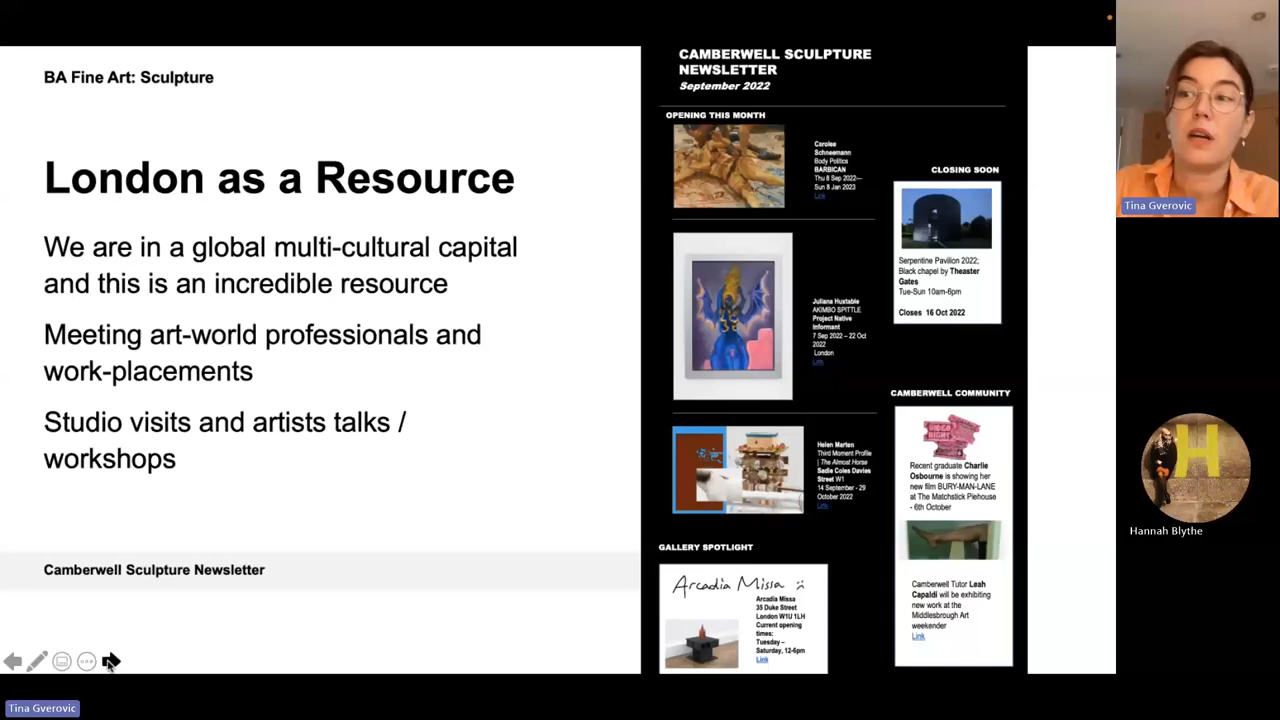 BA Fine Art: Sculpture
London as a Resource
We are in a global multi-cultural capital
and this is an incredible resource
Meeting art-world professionals and
work-placements
Studio visits and artists talks /
workshops
Camberwell Sculpture Newsletter
CAMBERWELL SCULPTURE
NEWSLETTER
September 2022
OPENING THIS MONTH
Carolee
Schneemann
Body Politics
BARBICAN
Thu 8 Sep 2022—
Sun 8 Jan 2023
Link
Juliana Huxtable
AKIMBO SPITTLE
Project Native
Informant
7 Sep 2022 – 22 Oct
2022
London
Link
Helen Marten
Third Moment Profile
| The Almost Horse
Sadie Coles Davies
Street W1
14 September - 29
October 2022
Link
GALLERY SPOTLIGHT
Arcadia Missa
Arcadia Missa
35 Duke Street
London W1U 1LH
Current opening
times:
Tuesday –
Saturday, 12-6pm
Link
CLOSING SOON
Serpentine Pavilion 2022;
Black chapel by Theaster
Gates
Tue-Sun 10am-6pm
Closes 16 Oct 2022
CAMBERWELL COMMUNITY
VIDEO
NIGHT
Recent graduate Charlie
Osbourne is showing her
new film BURY-MAN-LANE
at The Matchstick Piehouse
- 6th October
Camberwell Tutor Leah
Capaldi will be exhibiting
new work at the
Middlesbrough Art
weekender
Link
Tina Gverovic
H
Hannah Blythe
Tina Gverovic